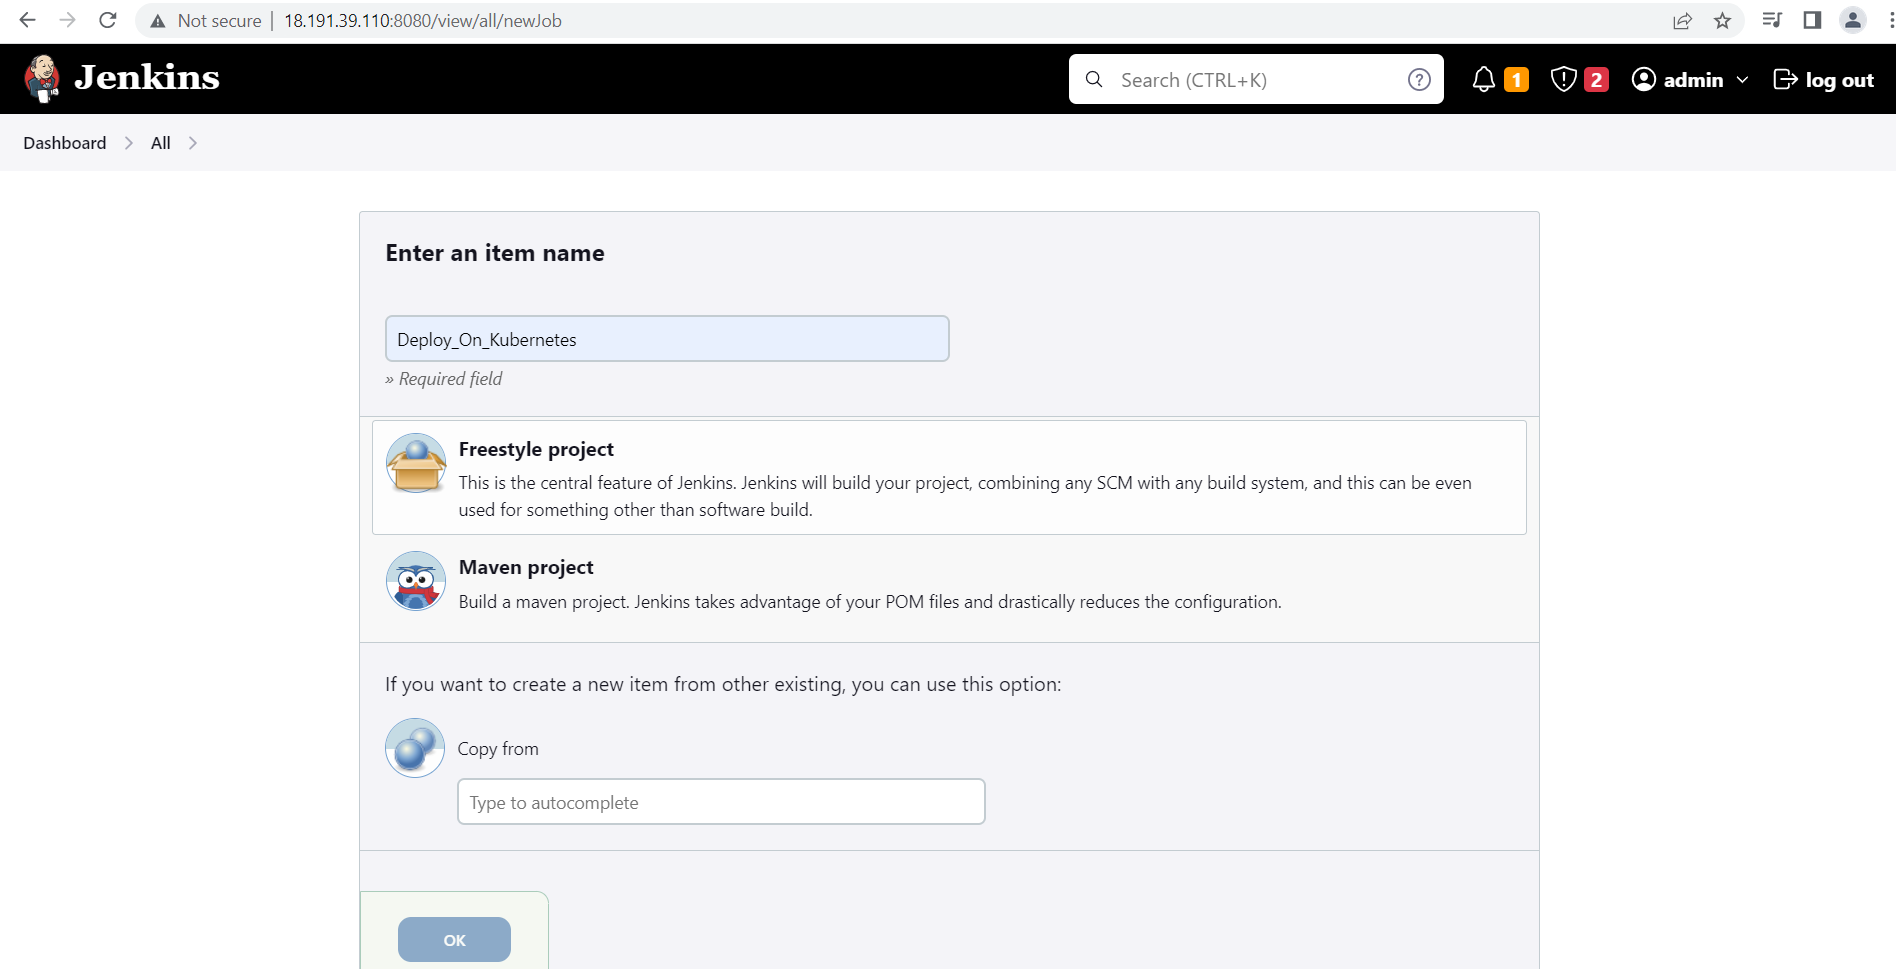 Not secure | 18.191.39.110:8080/view/all/newJob
Jenkins
Search (CTRL+K)
?
1
2
admin
log out
Dashboard
All
Enter an item name
Deploy_On_Kubernetes
» Required field
Freestyle project
This is the central feature of Jenkins. Jenkins will build your project, combining any SCM with any build system, and this can be even
used for something other than software build.
Maven project
Build a maven project. Jenkins takes advantage of your POM files and drastically reduces the configuration.
If you want to create a new item from other existing, you can use this option:
Copy from
Type to autocomplete
OK